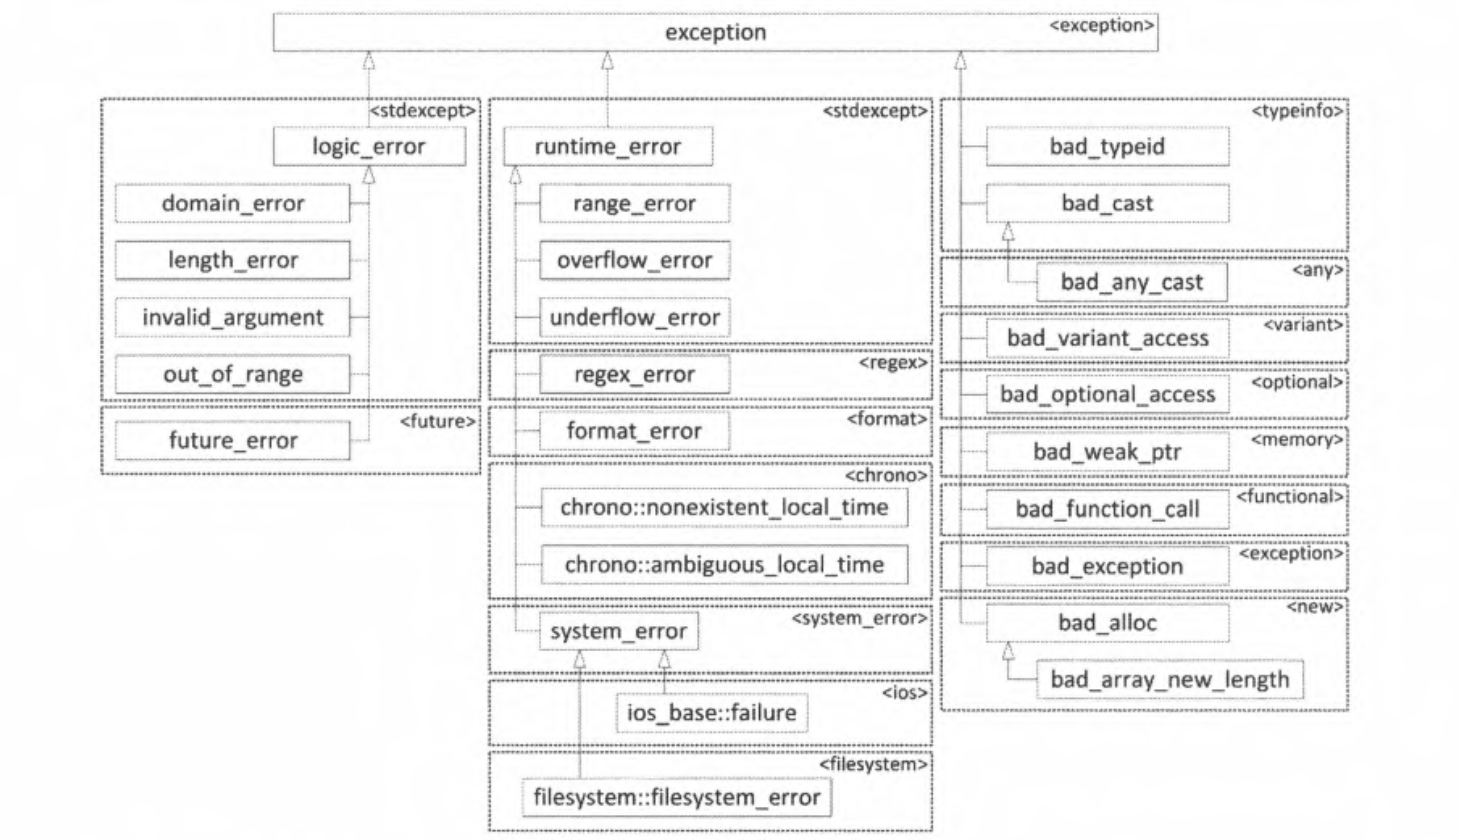 exception
<exception>
<stdexcept>
logic_error
domain_error
length_error
invalid_argument
out_of_range
<future>
future_error
<stdexcept>
runtime_error
range_error
overflow_error
underflow_error
<regex>
regex_error
<format>
format_error
<chrono>
chrono::nonexistent_local_time
chrono::ambiguous_local_time
<system_error>
system_error
<ios>
ios_base::failure
<filesystem>
filesystem::filesystem_error
<typeinfo>
bad_typeid
bad_cast
<any>
bad_any_cast
<variant>
bad_variant_access
<optional>
bad_optional_access
<memory>
bad_weak_ptr
<functional>
bad_function_call
<exception>
bad_exception
<new>
bad_alloc
bad_array_new_length